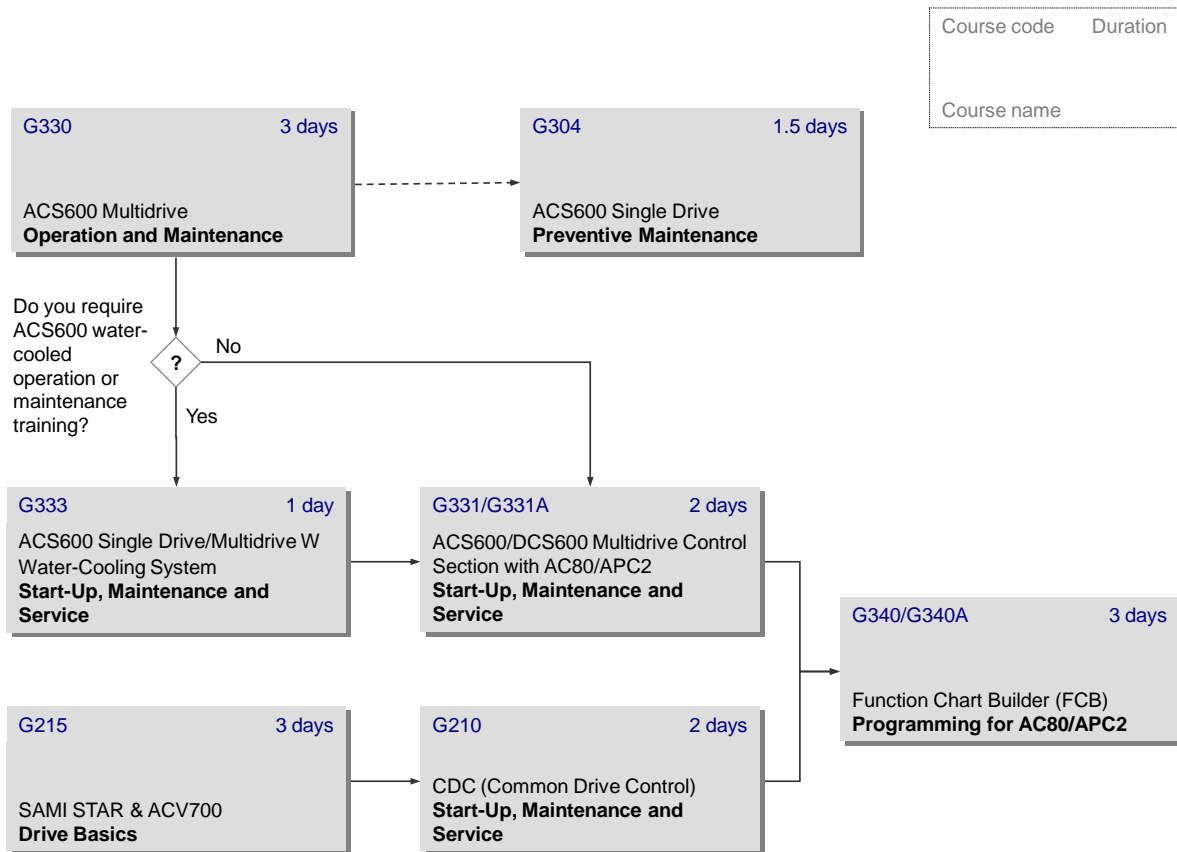 Course code Duration
Course name
G330 3 days
ACS600 Multidrive
Operation and Maintenance
G304 1.5 days
ACS600 Single Drive
Preventive Maintenance
Do you require
ACS600 water-
cooled
operation or
maintenance
training?
?
No
Yes
G333 1 day
ACS600 Single Drive/Multidrive W
Water-Cooling System
Start-Up, Maintenance and
Service
G331/G331A 2 days
ACS600/DCS600 Multidrive Control
Section with AC80/APC2
Start-Up, Maintenance and
Service
G340/G340A 3 days
Function Chart Builder (FCB)
Programming for AC80/APC2
G215 3 days
SAMI STAR & ACV700
Drive Basics
G210 2 days
CDC (Common Drive Control)
Start-Up, Maintenance and
Service